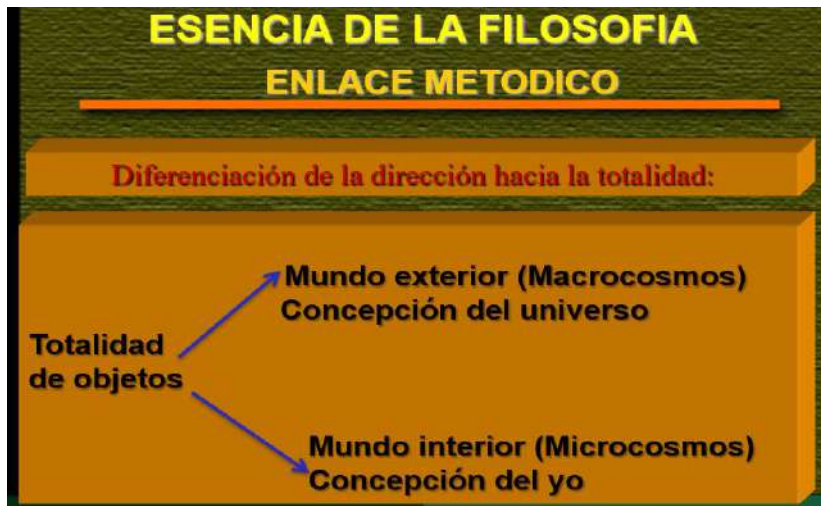 ESENCIA DE LA FILOSOFIA
ENLACE METODICO
Diferenciación de la dirección hacia la totalidad:
Mundo exterior (Macrocosmos)
Concepción del universo
Totalidad
de objetos
Mundo interior (Microcosmos)
Concepción del yo